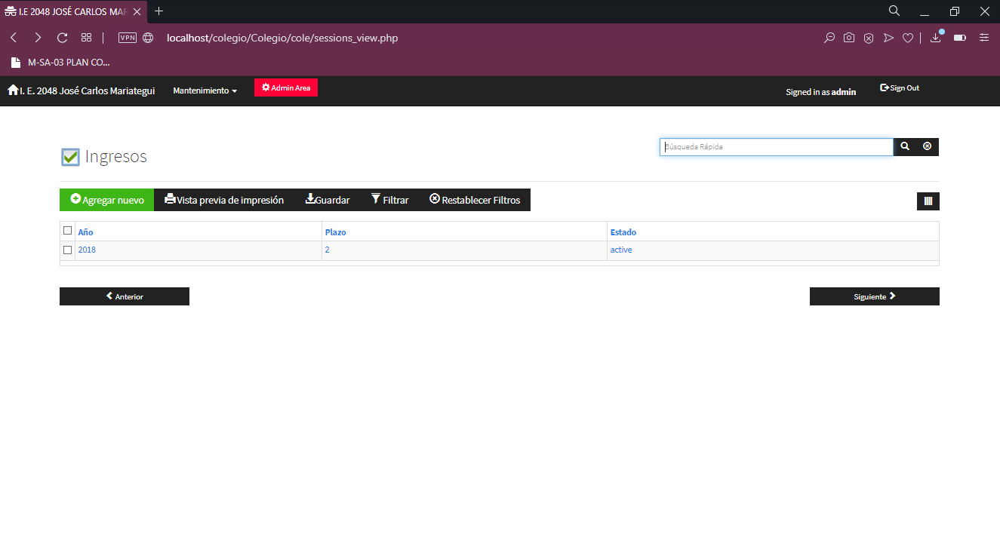 I.E 2048 JOSÉ CARLOS MAR
VPN localhost/colegio/Colegio/cole/sessions_view.php
M-SA-03 PLAN CO...
I. E. 2048 José Carlos Mariategui Mantenimiento Admin Area Signed in as admin Sign Out
Ingresos Búsqueda Rápida
Agregar nuevo Vista previa de impresión Guardar Filtrar Restablecer Filtros
Año Plazo Estado
2018 2 active
Anterior Siguiente